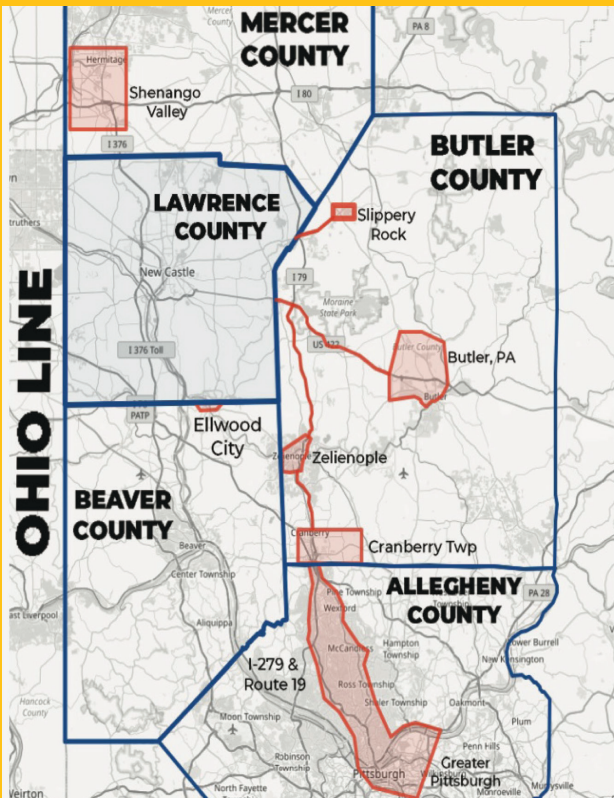 MERCER
COUNTY
Mercer
County
PA 8
Hermitage
Shenango
Valley
I 80
I 376
BUTLER
COUNTY
LAWRENCE
COUNTY
Slippery
Rock
New Castle
I 79
Moraine
State Park
OHIO LINE
I 376 Toll
US 422
Butler County
Butler, PA
Butler
PATP
Ellwood
City
Zelienople
Zelienople
BEAVER
COUNTY
Cranberry
Cranberry Twp
Beaver
Center Township
ALLEGHENY
COUNTY
PA 28
Pine Township
Wexford
Township
Aliquippa
East Liverpool
McCandless
Hampton
Township
Lower Burrell
New Kensington
I-279 &
Route 19
Ross Township
Shaler Township
Oakmont
Hancock
County
Moon Township
Plum
Robinson
Township
Penn Hills
Greater
Pittsburgh
Pittsburgh
Wilkinsburg
Monroeville
Murrysville
Weirton
North Fayette